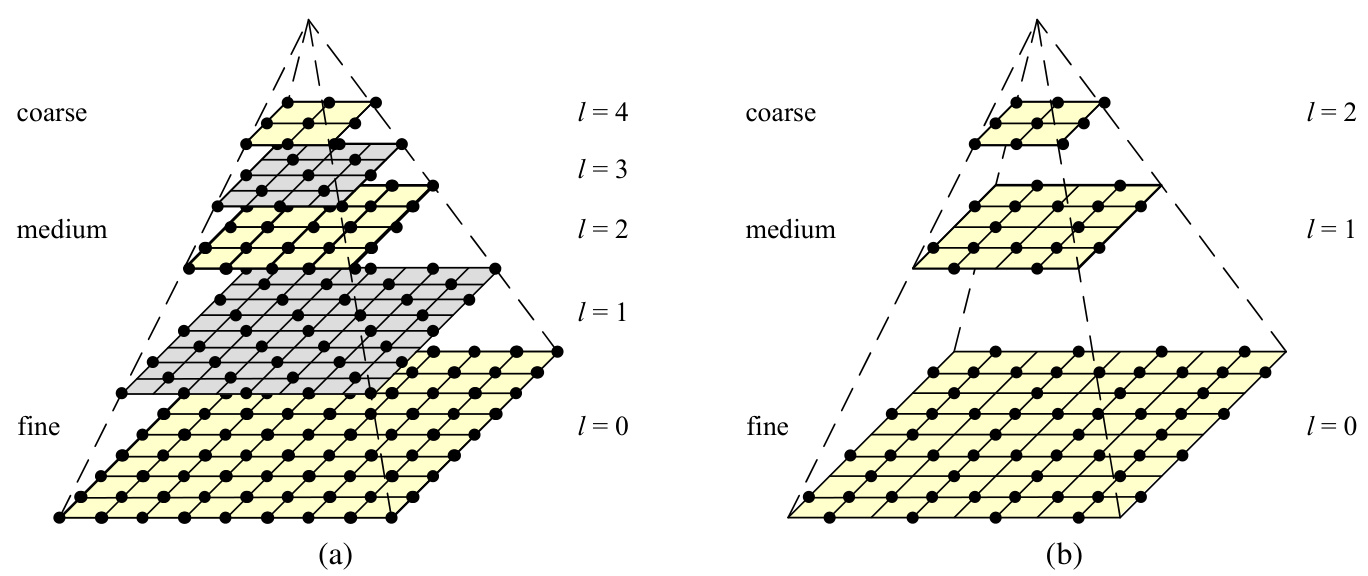 coarse
l = 4
l = 3
medium
l = 2
l = 1
fine
l = 0
(a)
coarse
l = 2
medium
l = 1
fine
l = 0
(b)